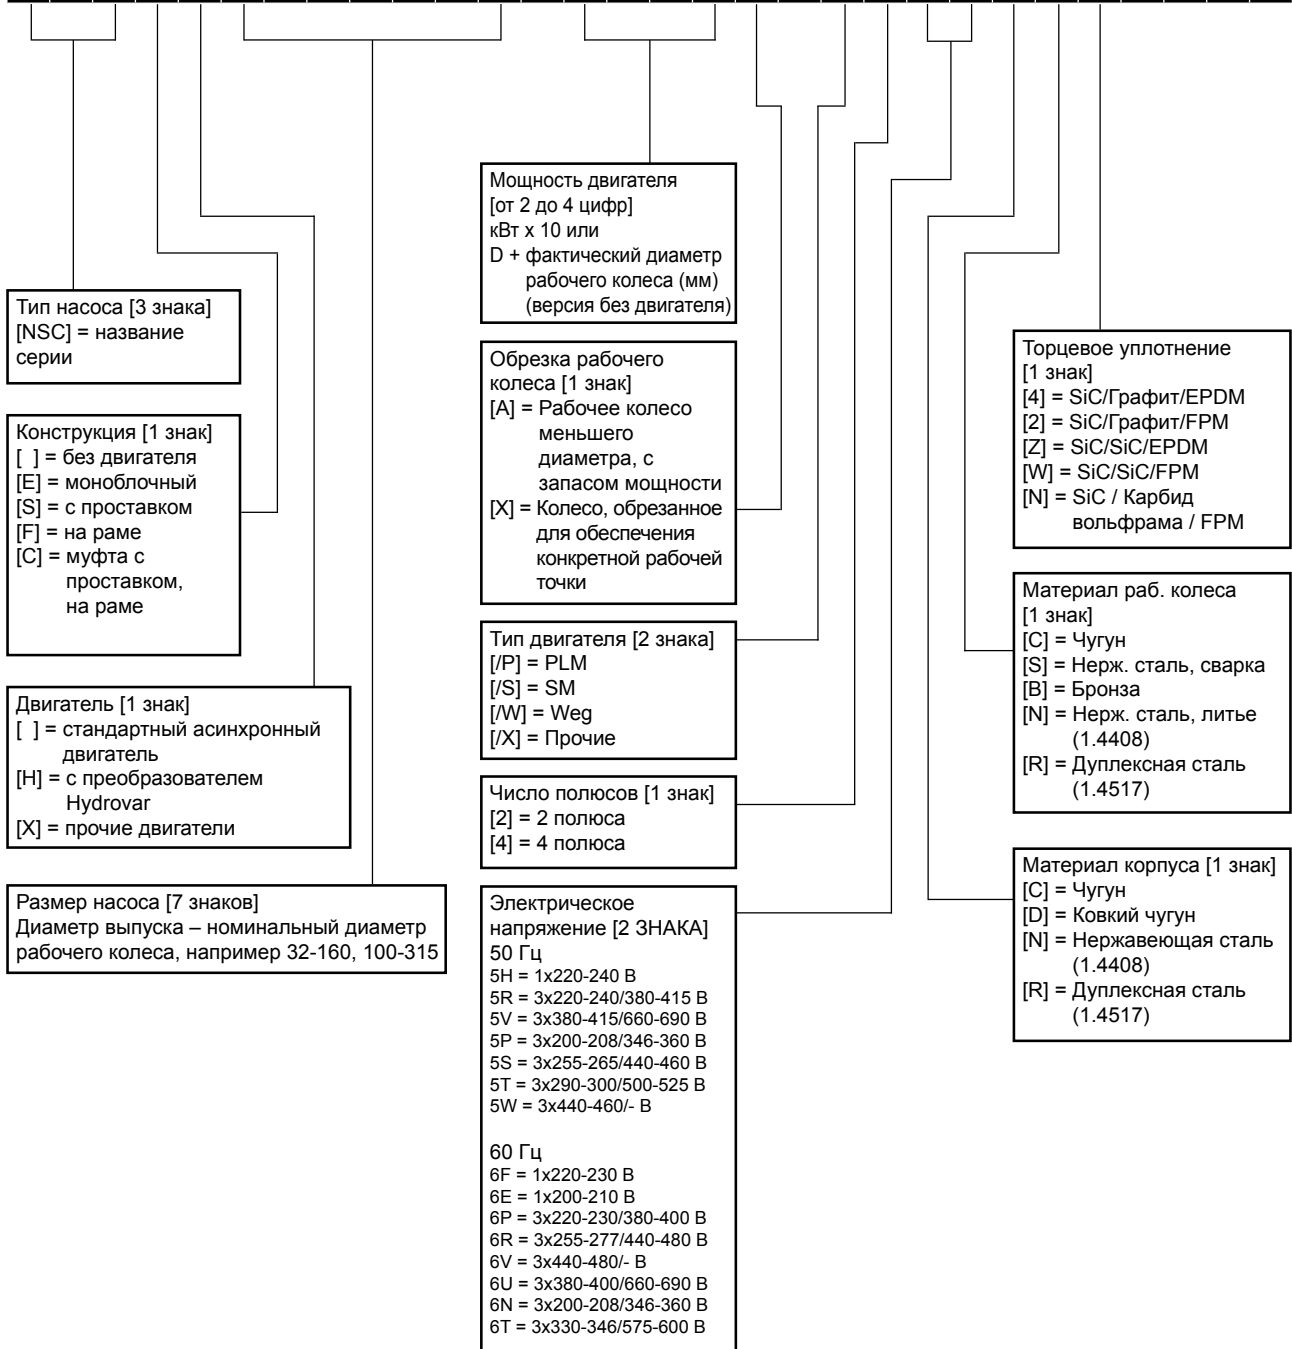 Тип насоса [3 знака]
[NSC] = название
серии
Конструкция [1 знак]
[ ] = без двигателя
[E] = моноблочный
[S] = с проставком
[F] = на раме
[C] = муфта с
проставком,
на раме
Двигатель [1 знак]
[ ] = стандартный асинхронный
двигатель
[H] = с преобразователем
Hydrovar
[X] = прочие двигатели
Размер насоса [7 знаков]
Диаметр выпуска – номинальный диаметр
рабочего колеса, например 32-160, 100-315
Мощность двигателя
[от 2 до 4 цифр]
кВт x 10 или
D + фактический диаметр
рабочего колеса (мм)
(версия без двигателя)
Обрезка рабочего
колеса [1 знак]
[A] = Рабочее колесо
меньшего
диаметра, с
запасом мощности
[X] = Колесо, обрезанное
для обеспечения
конкретной рабочей
точки
Тип двигателя [2 знака]
[/P] = PLM
[/S] = SM
[/W] = Weg
[/X] = Прочие
Число полюсов [1 знак]
[2] = 2 полюса
[4] = 4 полюса
Электрическое
напряжение [2 ЗНАКА]
50 Гц
5H = 1x220-240 В
5R = 3x220-240/380-415 В
5V = 3x380-415/660-690 В
5P = 3x200-208/346-360 В
5S = 3x255-265/440-460 В
5T = 3x290-300/500-525 В
5W = 3x440-460/- В
60 Гц
6F = 1x220-230 В
6E = 1x200-210 В
6P = 3x220-230/380-400 В
6R = 3x255-277/440-480 В
6V = 3x440-480/- В
6U = 3x380-400/660-690 В
6N = 3x200-208/346-360 В
6T = 3x330-346/575-600 В
Торцевое уплотнение
[1 знак]
[4] = SiC/Графит/EPDM
[2] = SiC/Графит/FPM
[Z] = SiC/SiC/EPDM
[W] = SiC/SiC/FPM
[N] = SiC / Карбид
вольфрама / FPM
Материал раб. колеса
[1 знак]
[C] = Чугун
[S] = Нерж. сталь, сварка
[B] = Бронза
[N] = Нерж. сталь, литье
(1.4408)
[R] = Дуплексная сталь
(1.4517)
Материал корпуса [1 знак]
[C] = Чугун
[D] = Ковкий чугун
[N] = Нержавеющая сталь
(1.4408)
[R] = Дуплексная сталь
(1.4517)